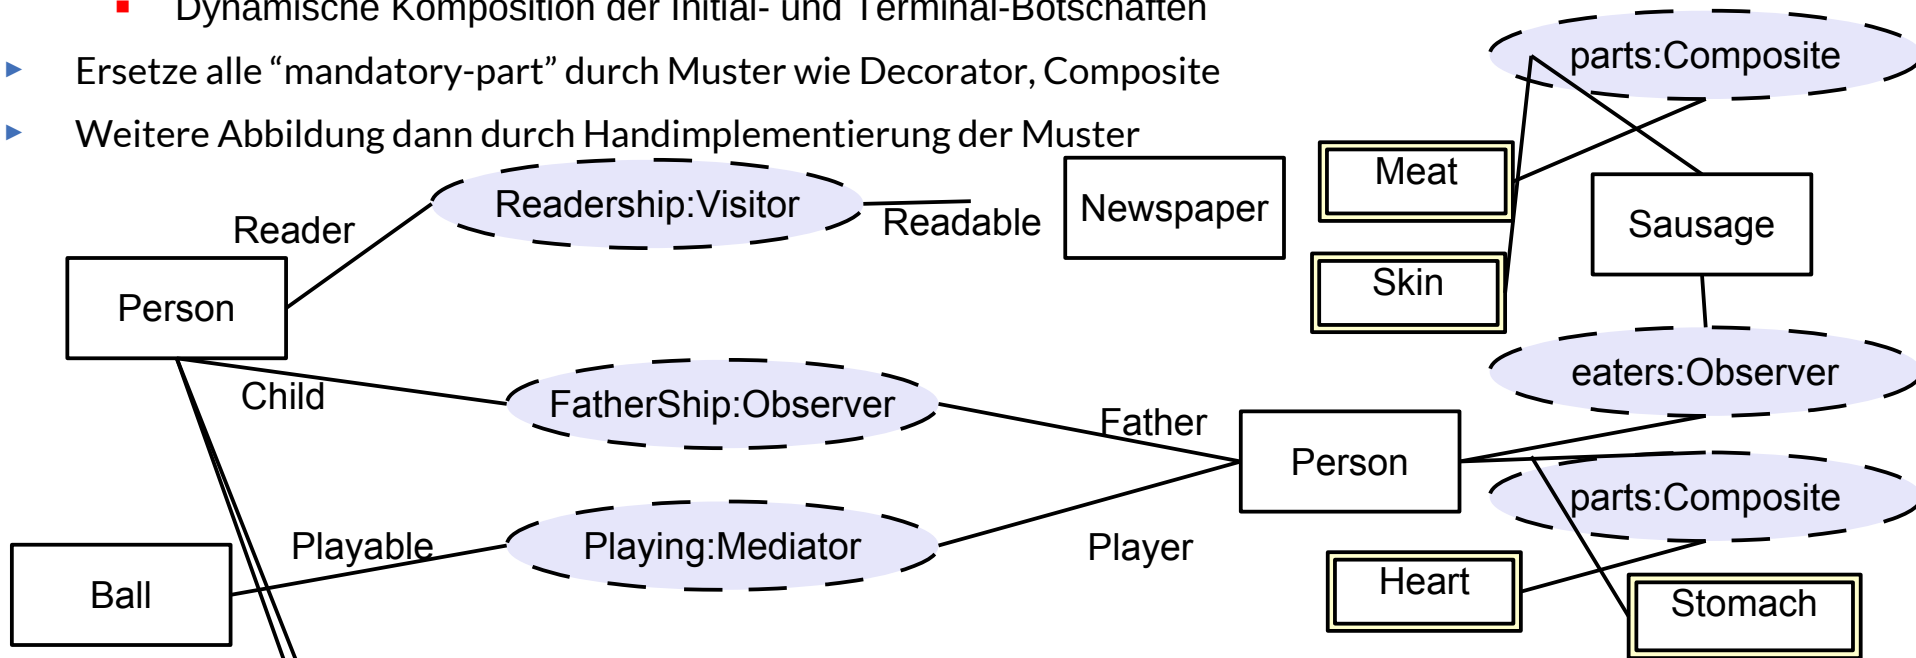 Dynamische Komposition der Initial- und Terminal-Botschaften
Ersetze alle “mandatory-part” durch Muster wie Decorator, Composite
Weitere Abbildung dann durch Handimplementierung der Muster
parts:Composite
Meat
Readership:Visitor
Newspaper
Readable
Reader
Sausage
Skin
Person
eaters:Observer
Child
FatherShip:Observer
Father
Person
parts:Composite
Playable
Playing:Mediator
Player
Heart
Ball
Stomach